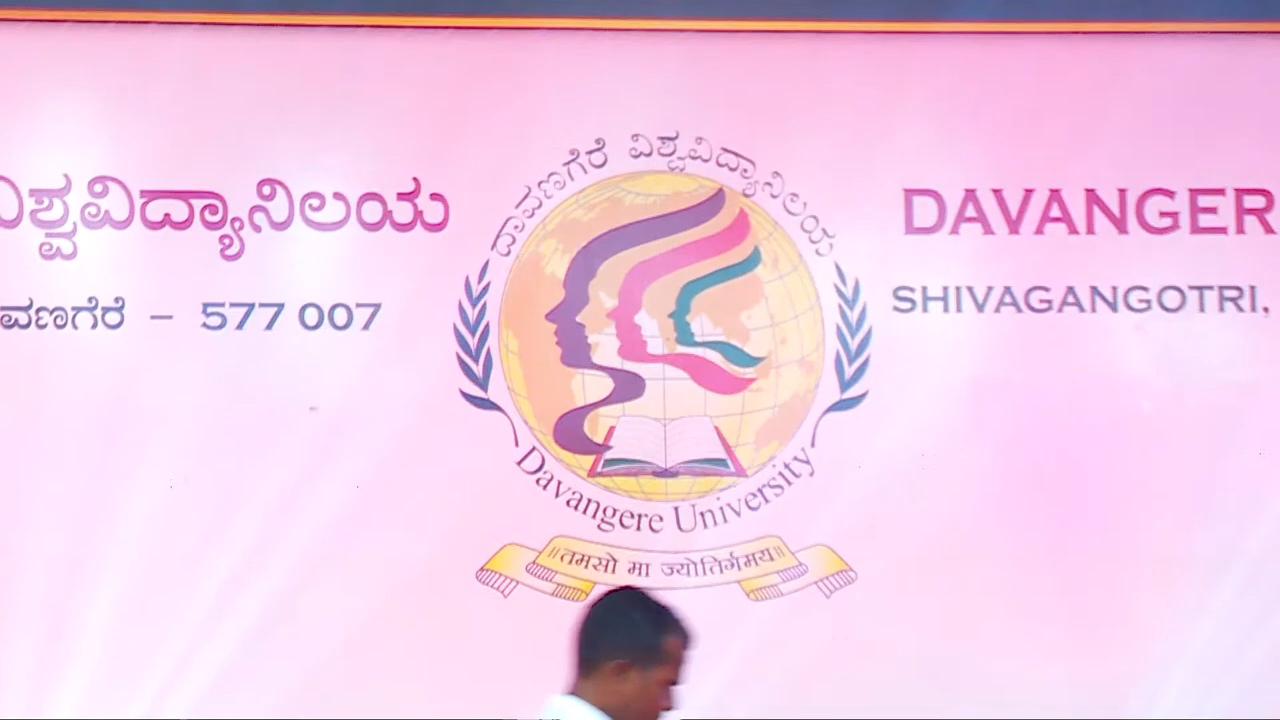 ವಿಶ್ವವಿದ್ಯಾನಿಲಯ
ವಣಗೆರೆ – 577 007
ದಾವಣಗೆರೆ ವಿಶ್ವವಿದ್ಯಾನಿಲಯ
Davangere University
॥तमसो मा ज्योतिर्गमय॥
DAVANGER
SHIVAGANGOTRI,